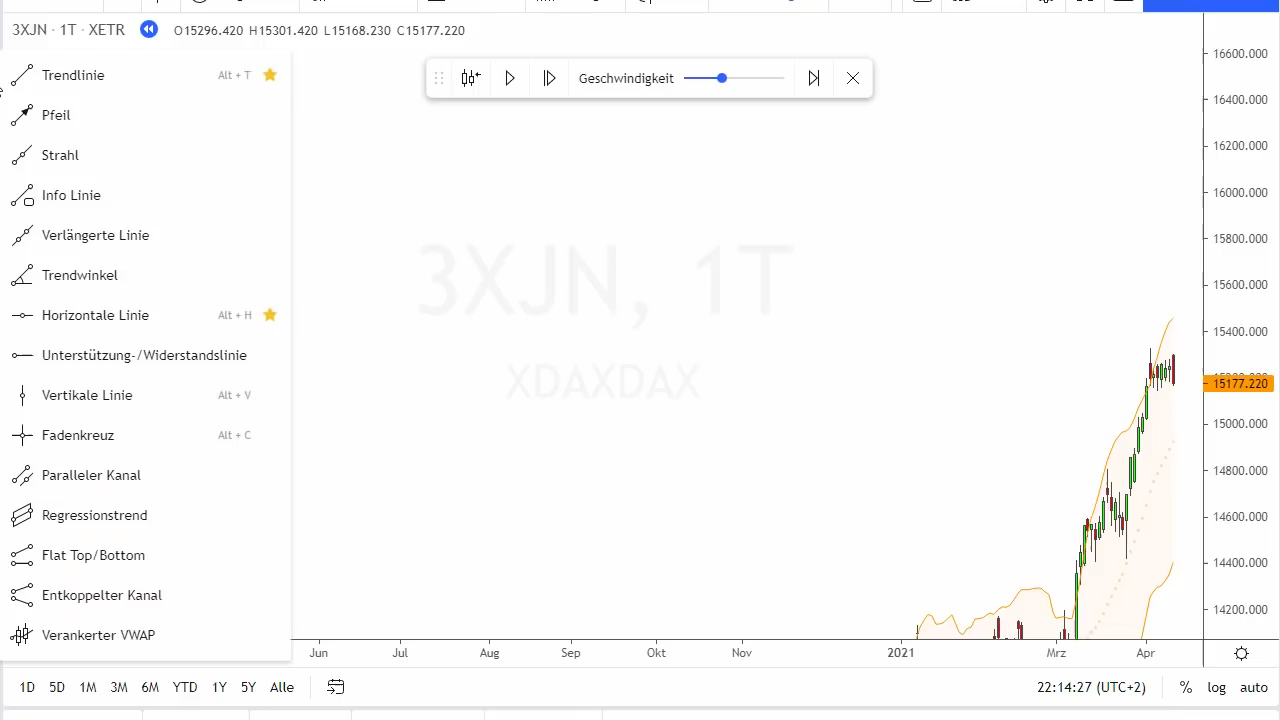 3XJN · 1T · XETR O15296.420 H15301.420 L15168.230 C15177.220
Trendlinie Alt + T
Pfeil
Strahl
Info Linie
Verlängerte Linie
Trendwinkel
Horizontale Linie Alt + H
Unterstützung-/Widerstandslinie
Vertikale Linie Alt + V
Fadenkreuz Alt + C
Paralleler Kanal
Regressionstrend
Flat Top/Bottom
Entkoppelter Kanal
Verankerter VWAP
Geschwindigkeit
3XJN, 1T
XDAXDAX
16600.000
16400.000
16200.000
16000.000
15800.000
15600.000
15400.000
15177.220
15000.000
14800.000
14600.000
14400.000
14200.000
Jun Jul Aug Sep Okt Nov 2021 Mrz Apr
1D 5D 1M 3M 6M YTD 1Y 5Y Alle 22:14:27 (UTC+2) % log auto